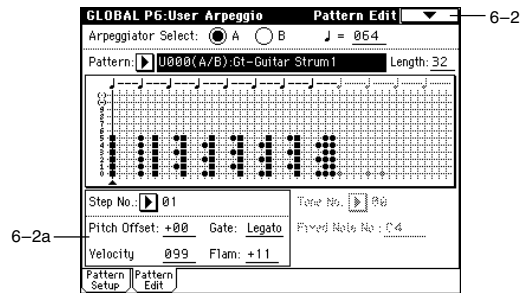 GLOBAL P6:User Arpeggio Pattern Edit
6–2
Arpeggiator Select: A B ♩ = 064
Pattern: U000(A/B):Gt-Guitar Strum1 Length: 32
Step No.: 01 Tone No. 00
Pitch Offset: +00 Gate: Legato Fixed Note No.: C4
6–2a
Velocity 099 Flam: +11
Pattern Setup Pattern Edit